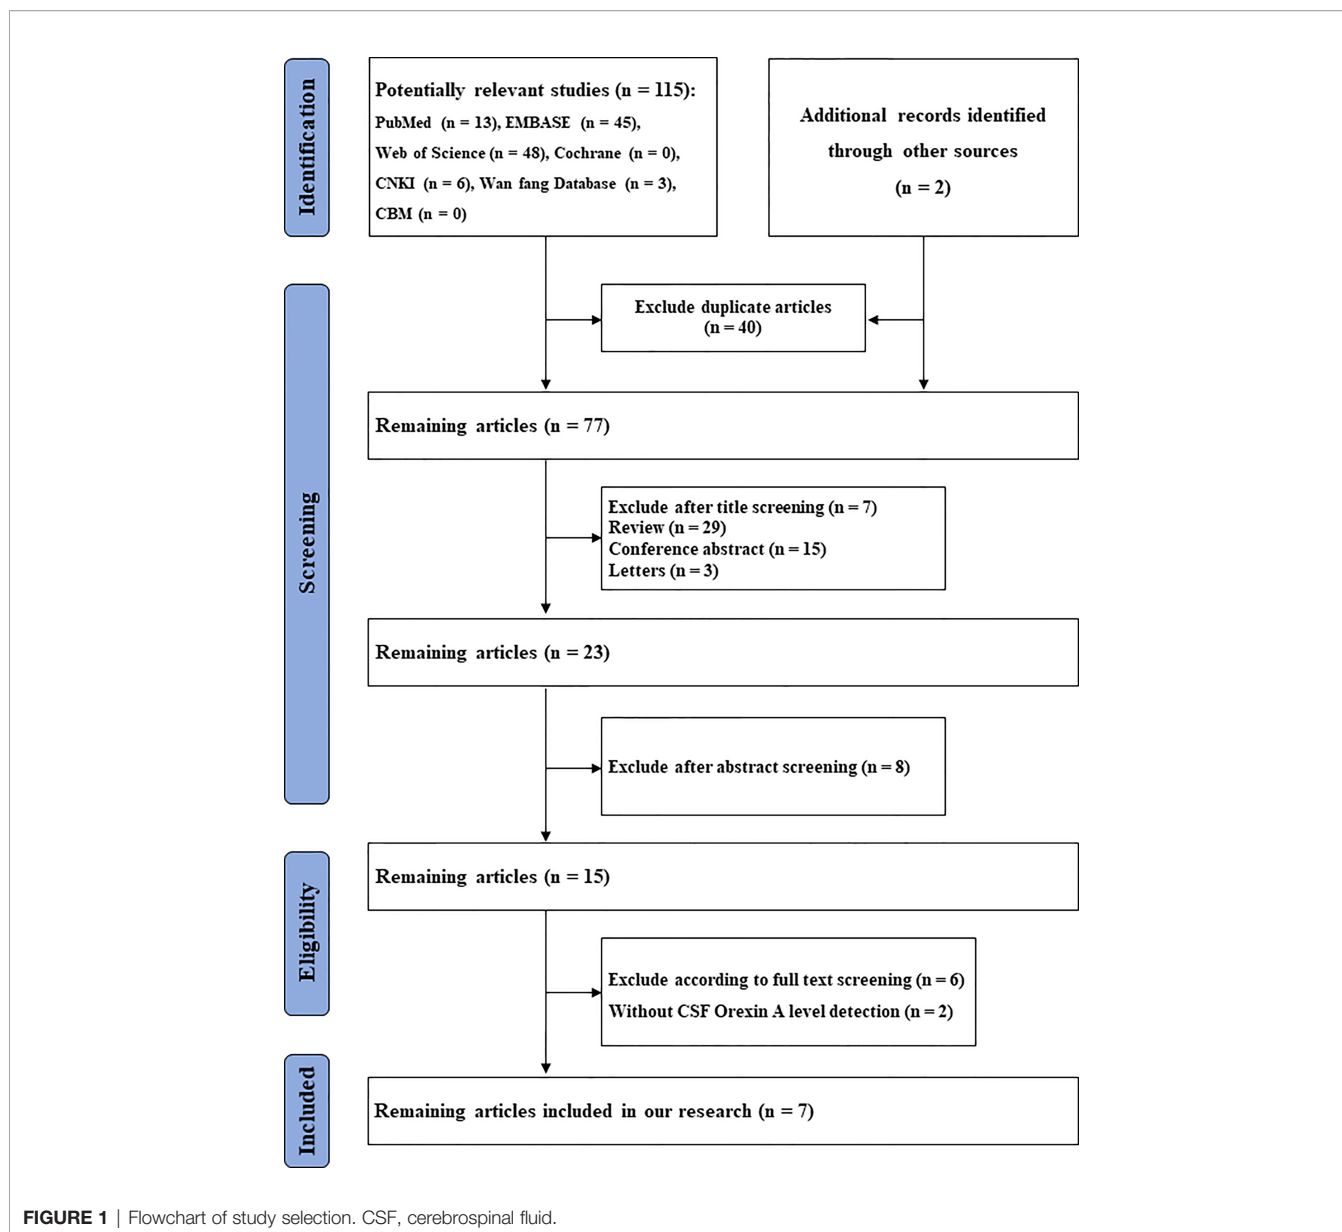 Identification
Potentially relevant studies (n = 115):
PubMed (n = 13), EMBASE (n = 45),
Web of Science (n = 48), Cochrane (n = 0),
CNKI (n = 6), Wan fang Database (n = 3),
CBM (n = 0)
Additional records identified
through other sources
(n = 2)
Screening
Exclude duplicate articles
(n = 40)
Remaining articles (n = 77)
Exclude after title screening (n = 7)
Review (n = 29)
Conference abstract (n = 15)
Letters (n = 3)
Remaining articles (n = 23)
Exclude after abstract screening (n = 8)
Eligibility
Remaining articles (n = 15)
Exclude according to full text screening (n = 6)
Without CSF Orexin A level detection (n = 2)
Included
Remaining articles included in our research (n = 7)
FIGURE 1 | Flowchart of study selection. CSF, cerebrospinal fluid.